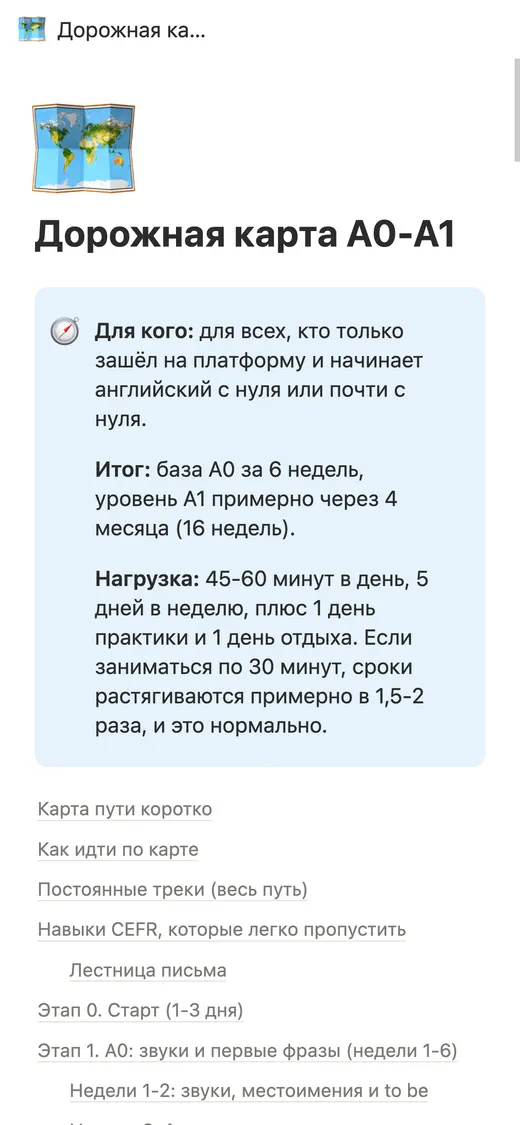 Дорожная ка...
Дорожная карта A0-A1
Для кого: для всех, кто только
зашёл на платформу и начинает
английский с нуля или почти с
нуля.
Итог: база A0 за 6 недель,
уровень A1 примерно через 4
месяца (16 недель).
Нагрузка: 45-60 минут в день, 5
дней в неделю, плюс 1 день
практики и 1 день отдыха. Если
заниматься по 30 минут, сроки
растягиваются примерно в 1,5-2
раза, и это нормально.
Карта пути коротко
Как идти по карте
Постоянные треки (весь путь)
Навыки CEFR, которые легко пропустить
Лестница письма
Этап 0. Старт (1-3 дня)
Этап 1. A0: звуки и первые фразы (недели 1-6)
Недели 1-2: звуки, местоимения и to be